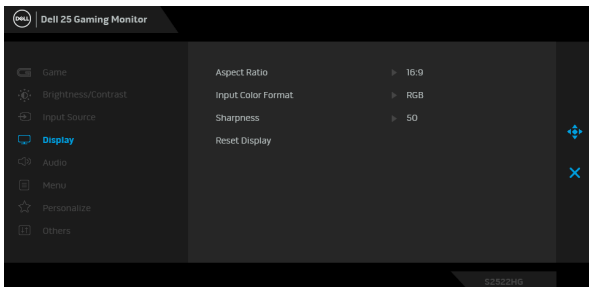 DELL Dell 25 Gaming Monitor
Game
Brightness/Contrast
Input Source
Display
Audio
Menu
Personalize
Others
Aspect Ratio 16:9
Input Color Format RGB
Sharpness 50
Reset Display
S2522HG